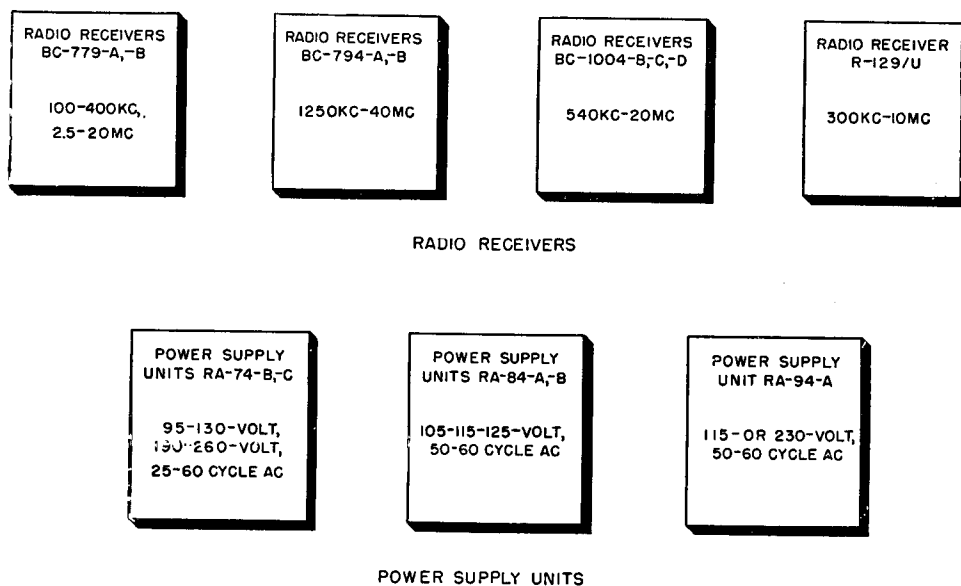 RADIO RECEIVERS
BC-779-A,-B
100-400KC,
2.5-20MC
RADIO RECEIVERS
BC-794-A,-B
1250KC-40MC
RADIO RECEIVERS
BC-1004-B,-C,-D
540KC-20MC
RADIO RECEIVER
R-129/U
300KC-10MC
RADIO RECEIVERS
POWER SUPPLY
UNITS RA-74-B,-C
95-130-VOLT,
190-260-VOLT,
25-60 CYCLE AC
POWER SUPPLY
UNITS RA-84-A,-B
105-115-125-VOLT,
50-60 CYCLE AC
POWER SUPPLY
UNIT RA-94-A
115-OR 230-VOLT,
50-60 CYCLE AC
POWER SUPPLY UNITS